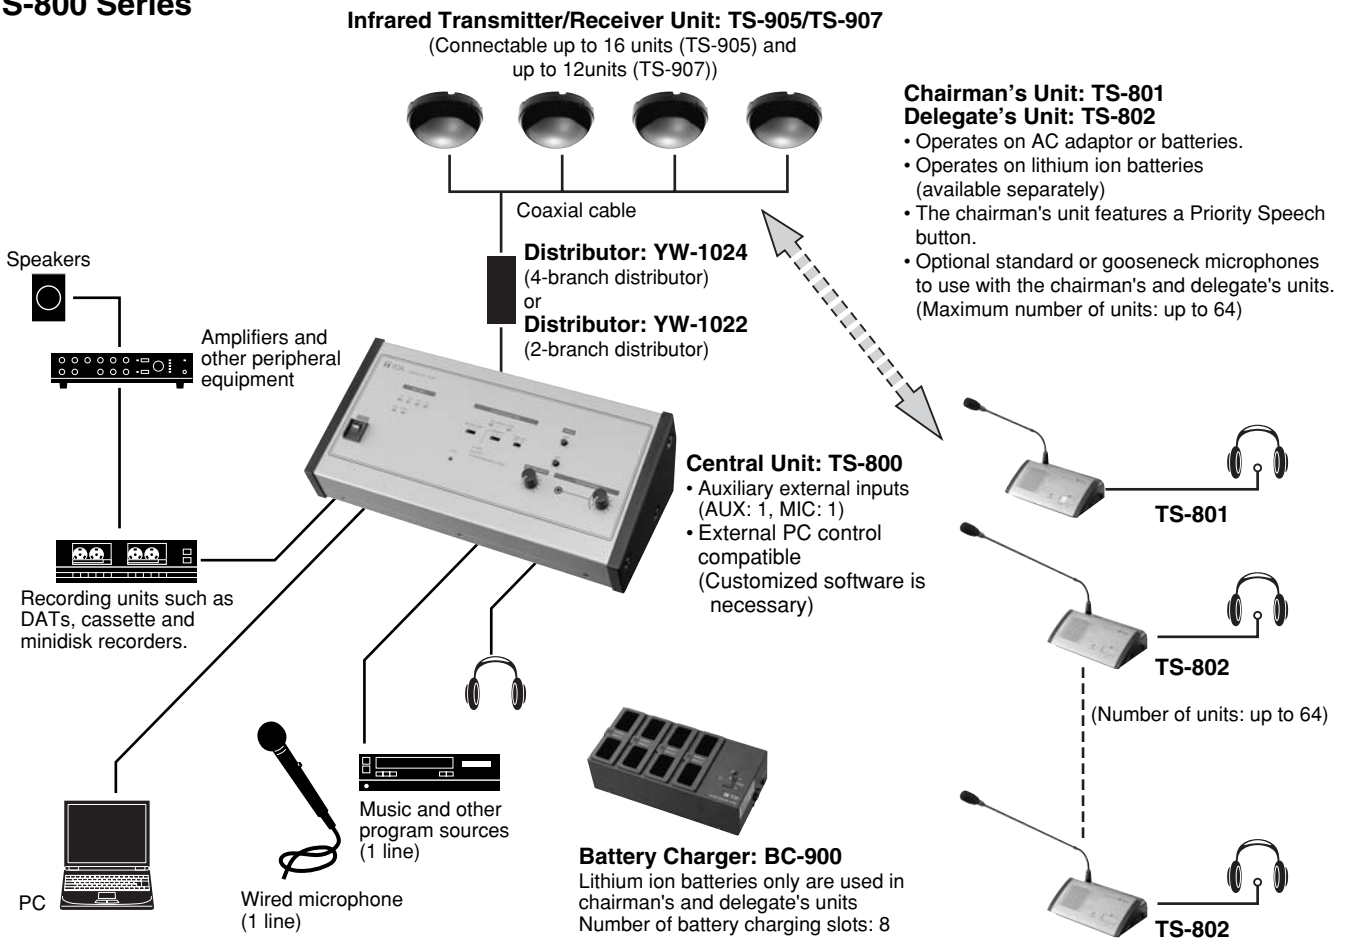 S-800 Series
Infrared Transmitter/Receiver Unit: TS-905/TS-907
(Connectable up to 16 units (TS-905) and
up to 12units (TS-907))
Chairman's Unit: TS-801
Delegate's Unit: TS-802
• Operates on AC adaptor or batteries.
• Operates on lithium ion batteries
(available separately)
• The chairman's unit features a Priority Speech
button.
• Optional standard or gooseneck microphones
to use with the chairman's and delegate's units.
(Maximum number of units: up to 64)
Coaxial cable
Distributor: YW-1024
(4-branch distributor)
or
Distributor: YW-1022
(2-branch distributor)
Speakers
Amplifiers and
other peripheral
equipment
TOA
Central Unit: TS-800
• Auxiliary external inputs
(AUX: 1, MIC: 1)
• External PC control
compatible
(Customized software is
necessary)
TS-801
Recording units such as
DATs, cassette and
minidisk recorders.
TS-802
(Number of units: up to 64)
Music and other
program sources
(1 line)
Battery Charger: BC-900
Lithium ion batteries only are used in
chairman's and delegate's units
Number of battery charging slots: 8
PC
Wired microphone
(1 line)
TS-802